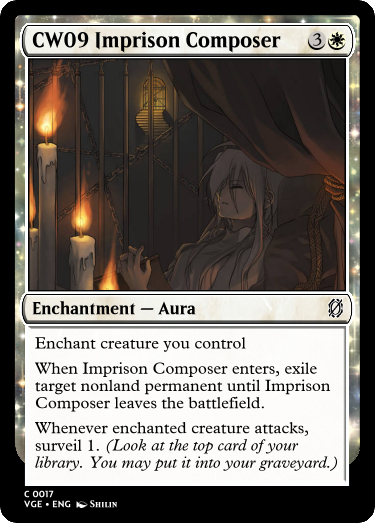 CW09 Imprison Composer 3
Enchantment — Aura
Enchant creature you control
When Imprison Composer enters, exile
target nonland permanent until Imprison
Composer leaves the battlefield.
Whenever enchanted creature attacks,
surveil 1. (Look at the top card of your
library. You may put it into your graveyard.)
C 0017
VGE • ENG Shilin